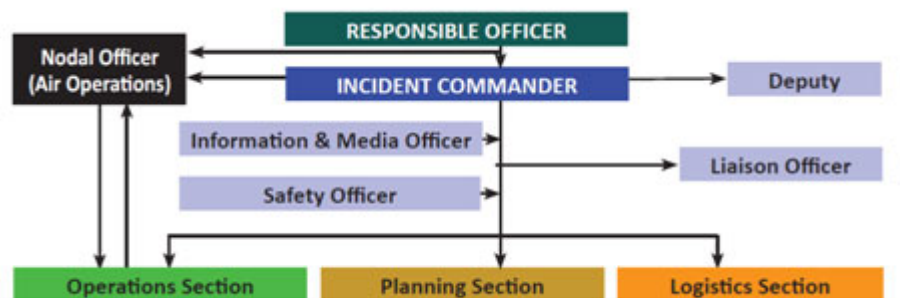 RESPONSIBLE OFFICER
Nodal Officer
(Air Operations)
INCIDENT COMMANDER
Deputy
Information & Media Officer
Liaison Officer
Safety Officer
Operations Section
Planning Section
Logistics Section